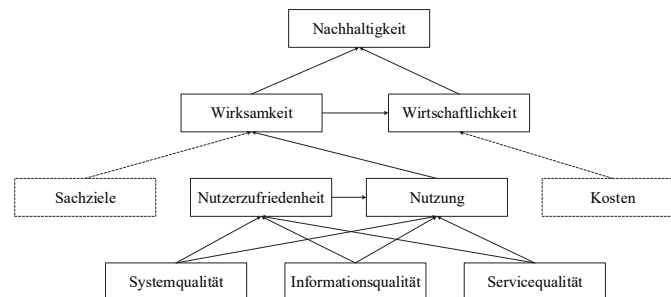 Nachhaltigkeit
Wirksamkeit
Wirtschaftlichkeit
Sachziele
Nutzerzufriedenheit
Nutzung
Kosten
Systemqualität
Informationsqualität
Servicequalität